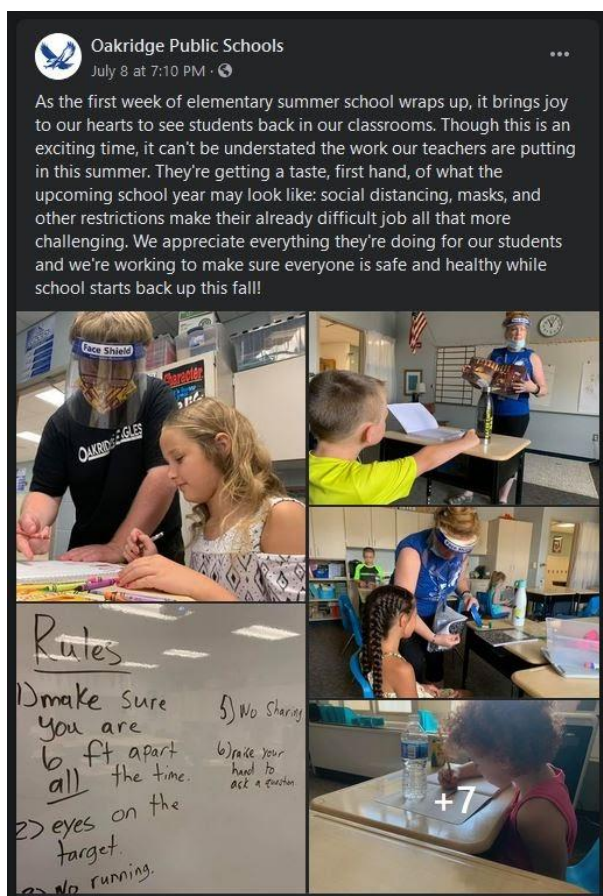 Oakridge Public Schools
July 8 at 7:10 PM ·
As the first week of elementary summer school wraps up, it brings joy
to our hearts to see students back in our classrooms. Though this is an
exciting time, it can't be understated the work our teachers are putting
in this summer. They're getting a taste, first hand, of what the
upcoming school year may look like: social distancing, masks, and
other restrictions make their already difficult job all that more
challenging. We appreciate everything they're doing for our students
and we're working to make sure everyone is safe and healthy while
school starts back up this fall!
Face Shield
Character
OAKRIDGE EAGLES
Rules
1) make sure
you are
6 ft apart
all the time.
2) eyes on the
target.
3) No running.
5) No Sharing
6) raise your
hand to
ask a question.
+7